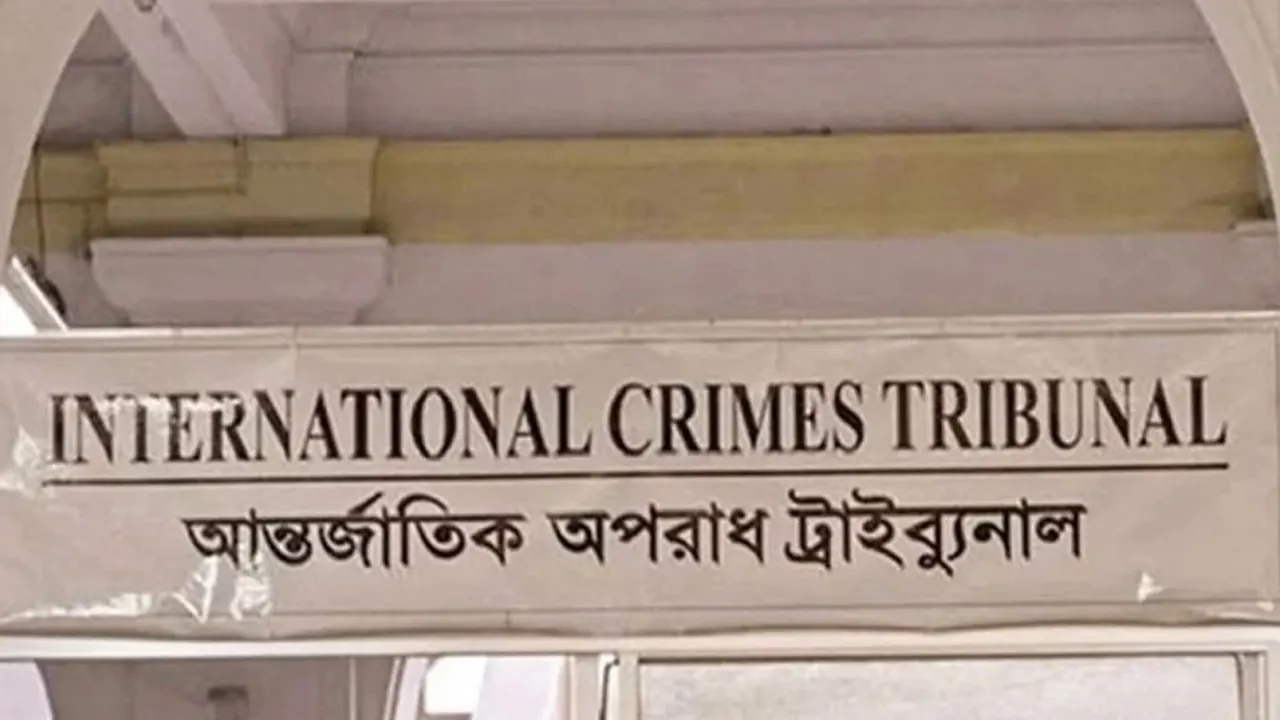 INTERNATIONAL CRIMES TRIBUNAL
আন্তর্জাতিক অপরাধ ট্রাইব্যুনাল